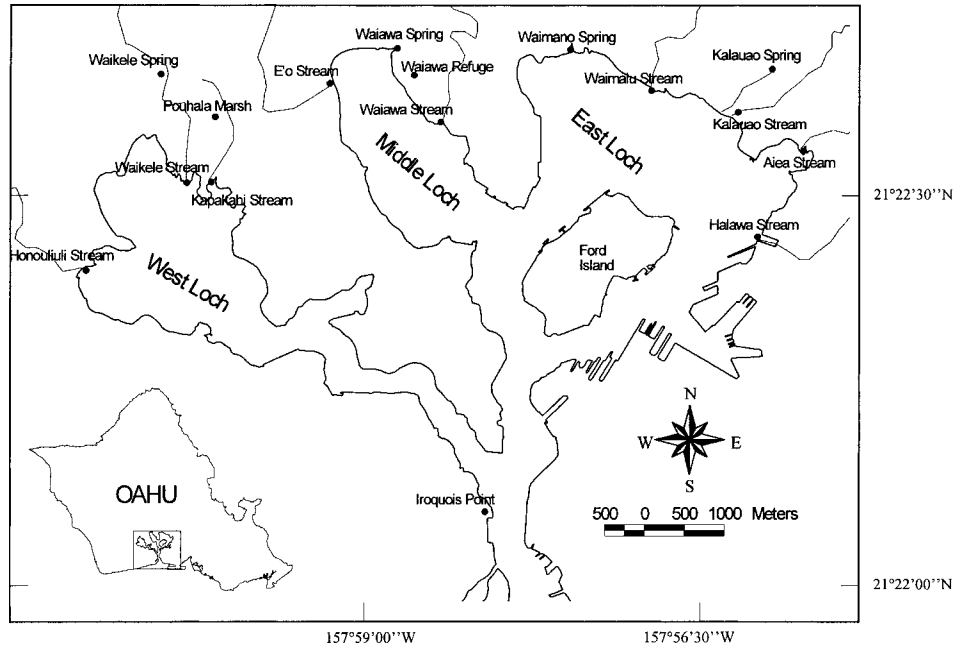 Waiawa Spring
Waimano Spring
Waikele Spring
Kalauao Spring
E'o Stream
Waiawa Refuge
Waimalu Stream
Pouhala Marsh
Waiawa Stream
Kalauao Stream
East Loch
Middle Loch
Aiea Stream
Waikele Stream
Kapakahi Stream
21°22'30''N
Halawa Stream
Honouliuli Stream
Ford
Island
West Loch
N
W
E
S
OAHU
Iroquois Point
500 0 500 1000 Meters
21°22'00''N
157°59'00''W
157°56'30''W